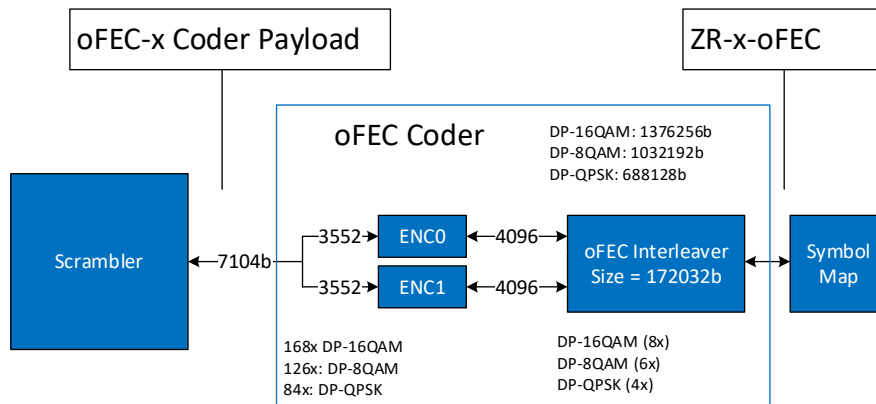 oFEC-x Coder Payload
ZR-x-oFEC
oFEC Coder
DP-16QAM: 1376256b
DP-8QAM: 1032192b
DP-QPSK: 688128b
Scrambler
7104b
3552
ENC0
4096
3552
ENC1
4096
oFEC Interleaver
Size = 172032b
Symbol
Map
168x DP-16QAM
126x: DP-8QAM
84x: DP-QPSK
DP-16QAM (8x)
DP-8QAM (6x)
DP-QPSK (4x)